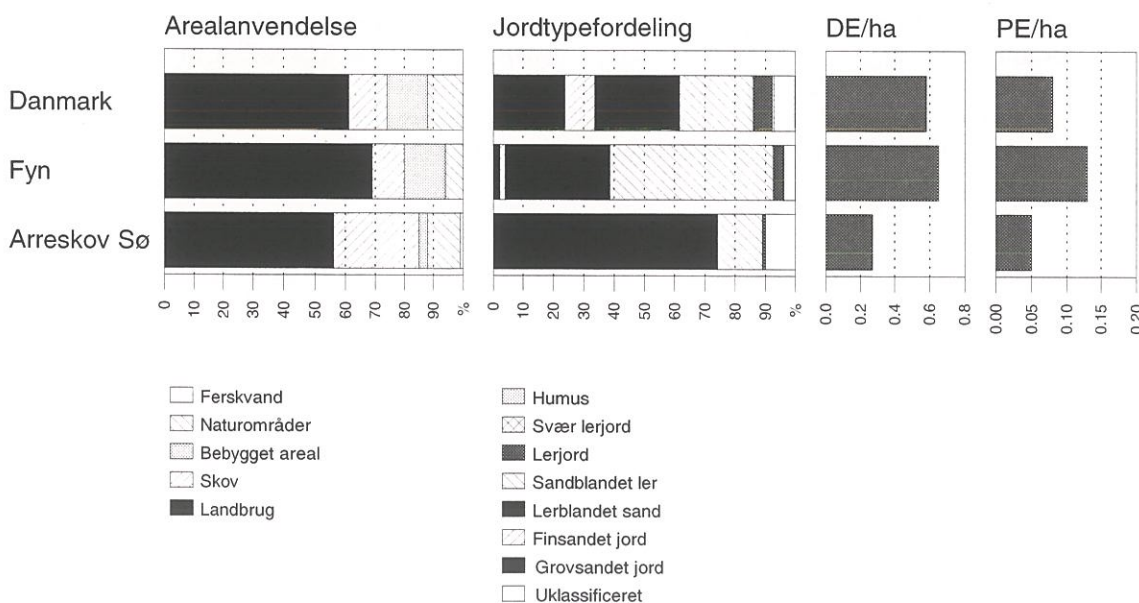 Arealanvendelse Jordtypefordeling DE/ha PE/ha
Danmark
Fyn
Arreskov Sø
0 10 20 30 40 50 60 70 80 90 % 0 10 20 30 40 50 60 70 80 90 % 0.0 0.2 0.4 0.6 0.8 0.00 0.05 0.10 0.15 0.20
Ferskvand
Naturområder
Bebygget areal
Skov
Landbrug
Humus
Svær lerjord
Lerjord
Sandblandet ler
Lerblandet sand
Finsandet jord
Grovsandet jord
Uklassificeret